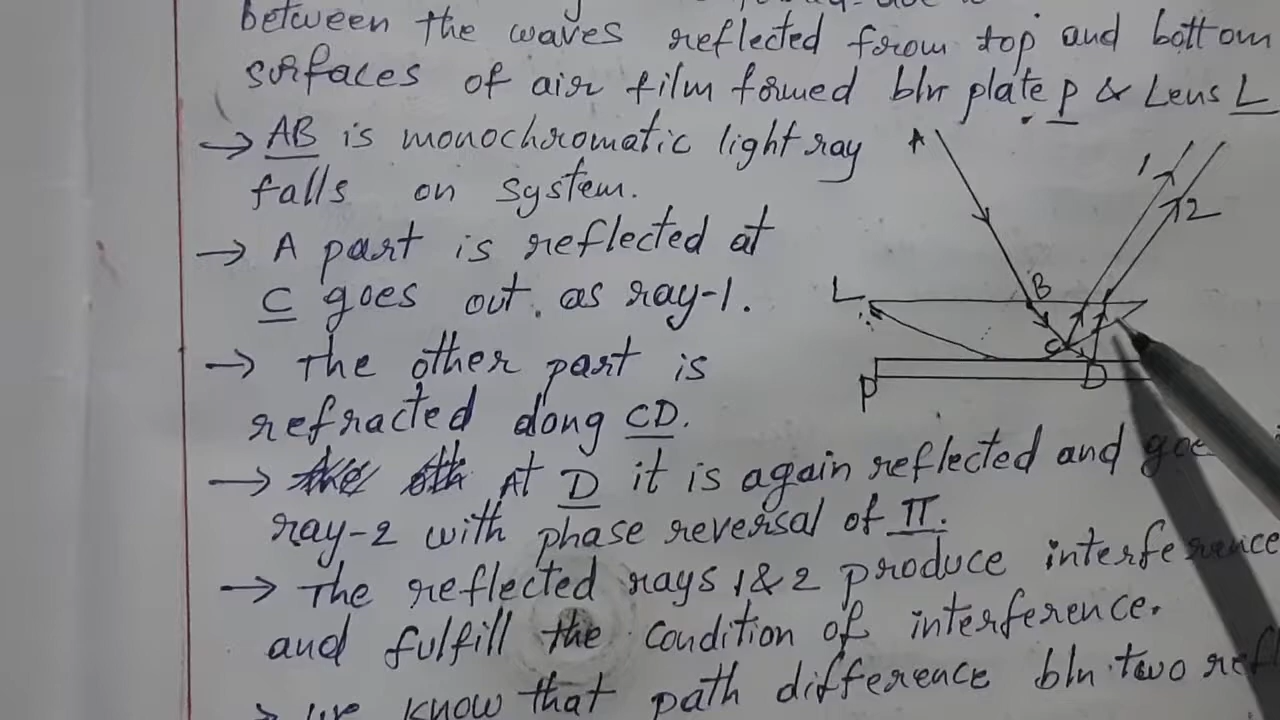 between the waves reflected from top and bottom
surfaces of air film formed b/n plate P & Lens L
→ AB is monochromatic light ray
falls on system.
→ A part is reflected at
C goes out. as ray-1.
→ The other part is
refracted along CD.
→ At D it is again reflected and goe
ray-2 with phase reversal of π.
→ The reflected rays 1 & 2 produce interference
and fulfill the condition of interference.
→ we know that path difference b/n two ref
A
1
2
L
B
C
D
P